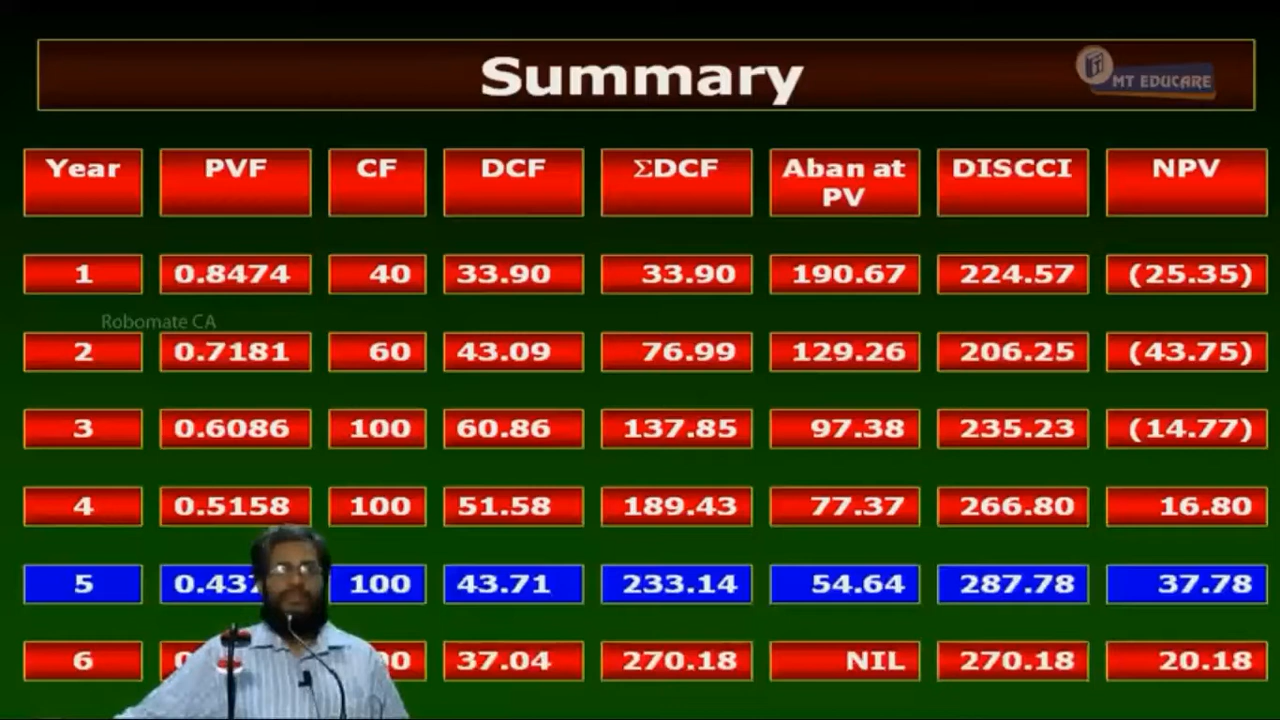 Summary
MT EDUCARE
Year PVF CF DCF ΣDCF Aban at PV DISCCI NPV
1 0.8474 40 33.90 33.90 190.67 224.57 (25.35)
Robomate CA
2 0.7181 60 43.09 76.99 129.26 206.25 (43.75)
3 0.6086 100 60.86 137.85 97.38 235.23 (14.77)
4 0.5158 100 51.58 189.43 77.37 266.80 16.80
5 100 43.71 233.14 54.64 287.78 37.78
6 37.04 270.18 NIL 270.18 20.18